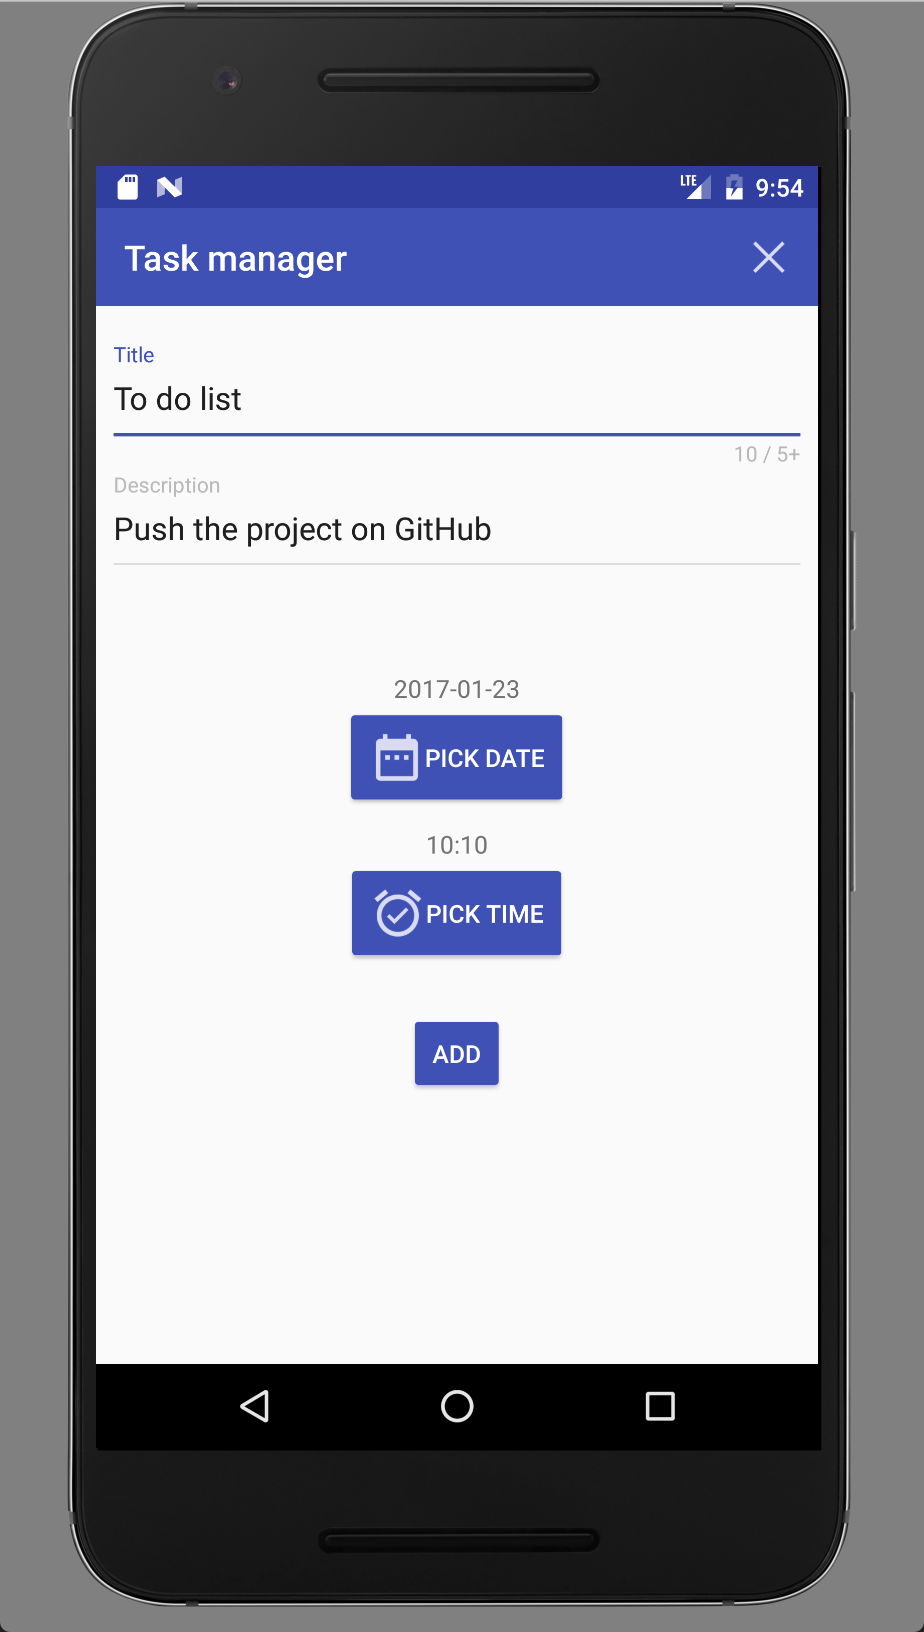 LTE 9:54
Task manager
Title
To do list
10 / 5+
Description
Push the project on GitHub
2017-01-23
PICK DATE
10:10
PICK TIME
ADD